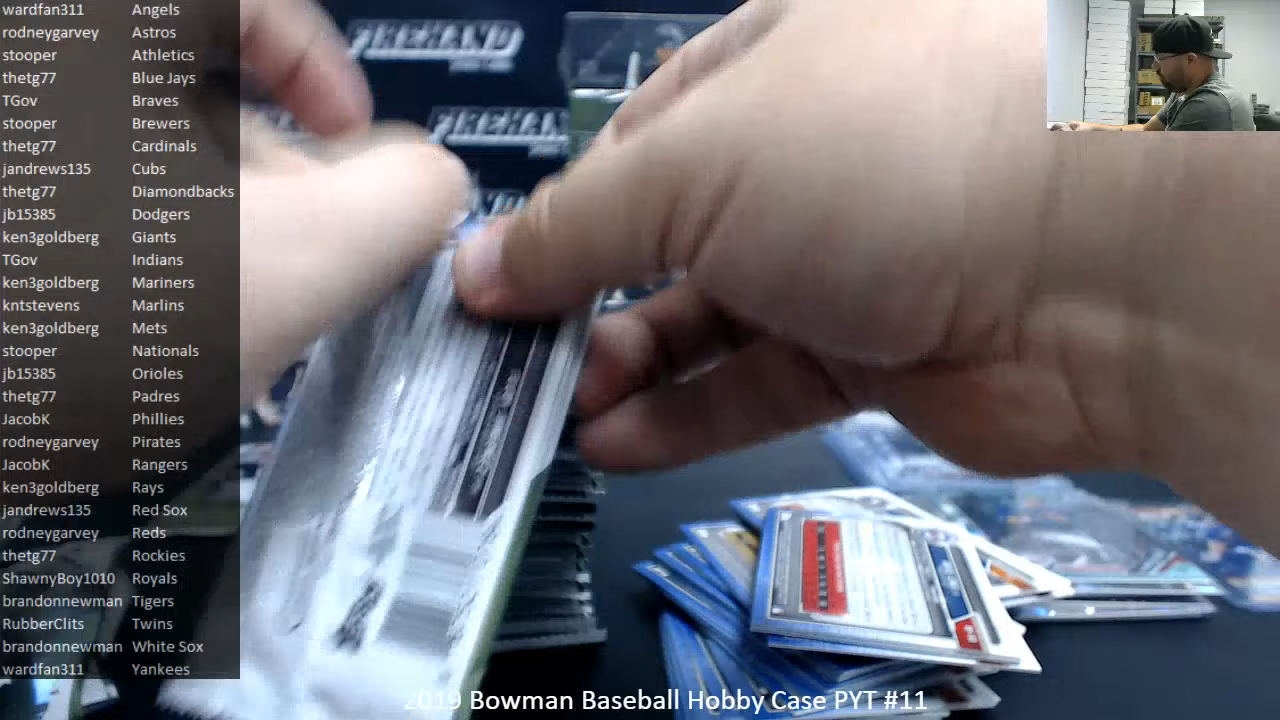 wardfan311 Angels
rodneygarvey Astros
stooper Athletics
thetg77 Blue Jays
TGov Braves
stooper Brewers
thetg77 Cardinals
jandrews135 Cubs
thetg77 Diamondbacks
jb15385 Dodgers
ken3goldberg Giants
TGov Indians
ken3goldberg Mariners
kntstevens Marlins
ken3goldberg Mets
stooper Nationals
jb15385 Orioles
thetg77 Padres
JacobK Phillies
rodneygarvey Pirates
JacobK Rangers
ken3goldberg Rays
jandrews135 Red Sox
rodneygarvey Reds
thetg77 Rockies
ShawnyBoy1010 Royals
brandonnewman Tigers
RubberClits Twins
brandonnewman White Sox
wardfan311 Yankees
FREEHAND
FREEHAND
2019 Bowman Baseball Hobby Case PYT #11